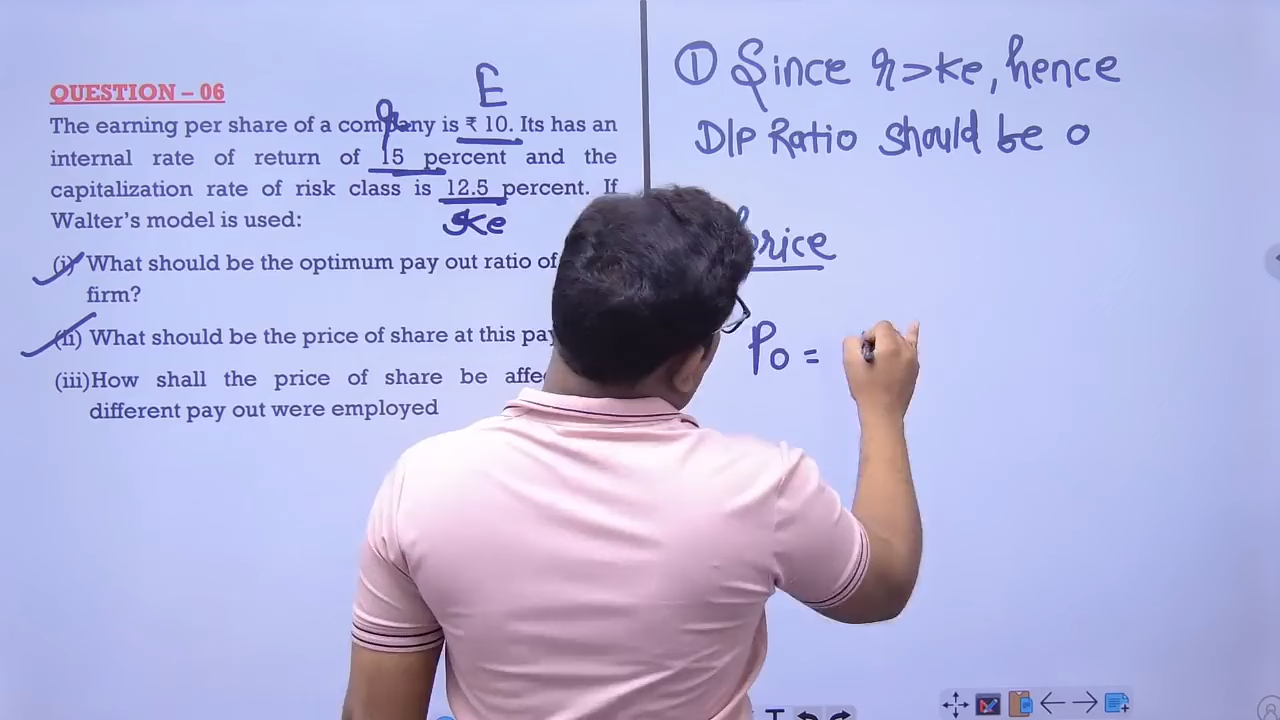 QUESTION – 06
E
The earning per share of a company is ₹ 10. Its has an
r
internal rate of return of 15 percent and the
capitalization rate of risk class is 12.5 percent. If
Walter’s model is used:
Ke
(i) What should be the optimum pay out ratio of
firm?
(ii) What should be the price of share at this
(iii)How shall the price of share be
different pay out were employed
① Since r>Ke, hence
D/P Ratio should be 0
price
P0 =